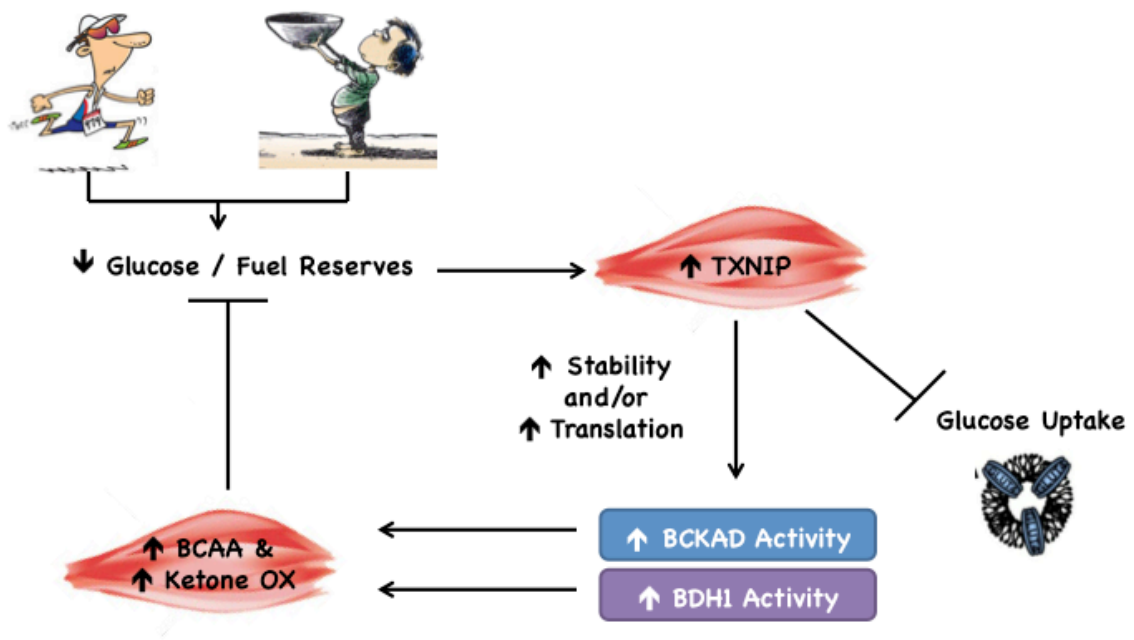 ↓ Glucose / Fuel Reserves
↑ TXNIP
↑ Stability
and/or
↑ Translation
Glucose Uptake
↑ BCKAD Activity
↑ BDH1 Activity
↑ BCAA &
↑ Ketone OX